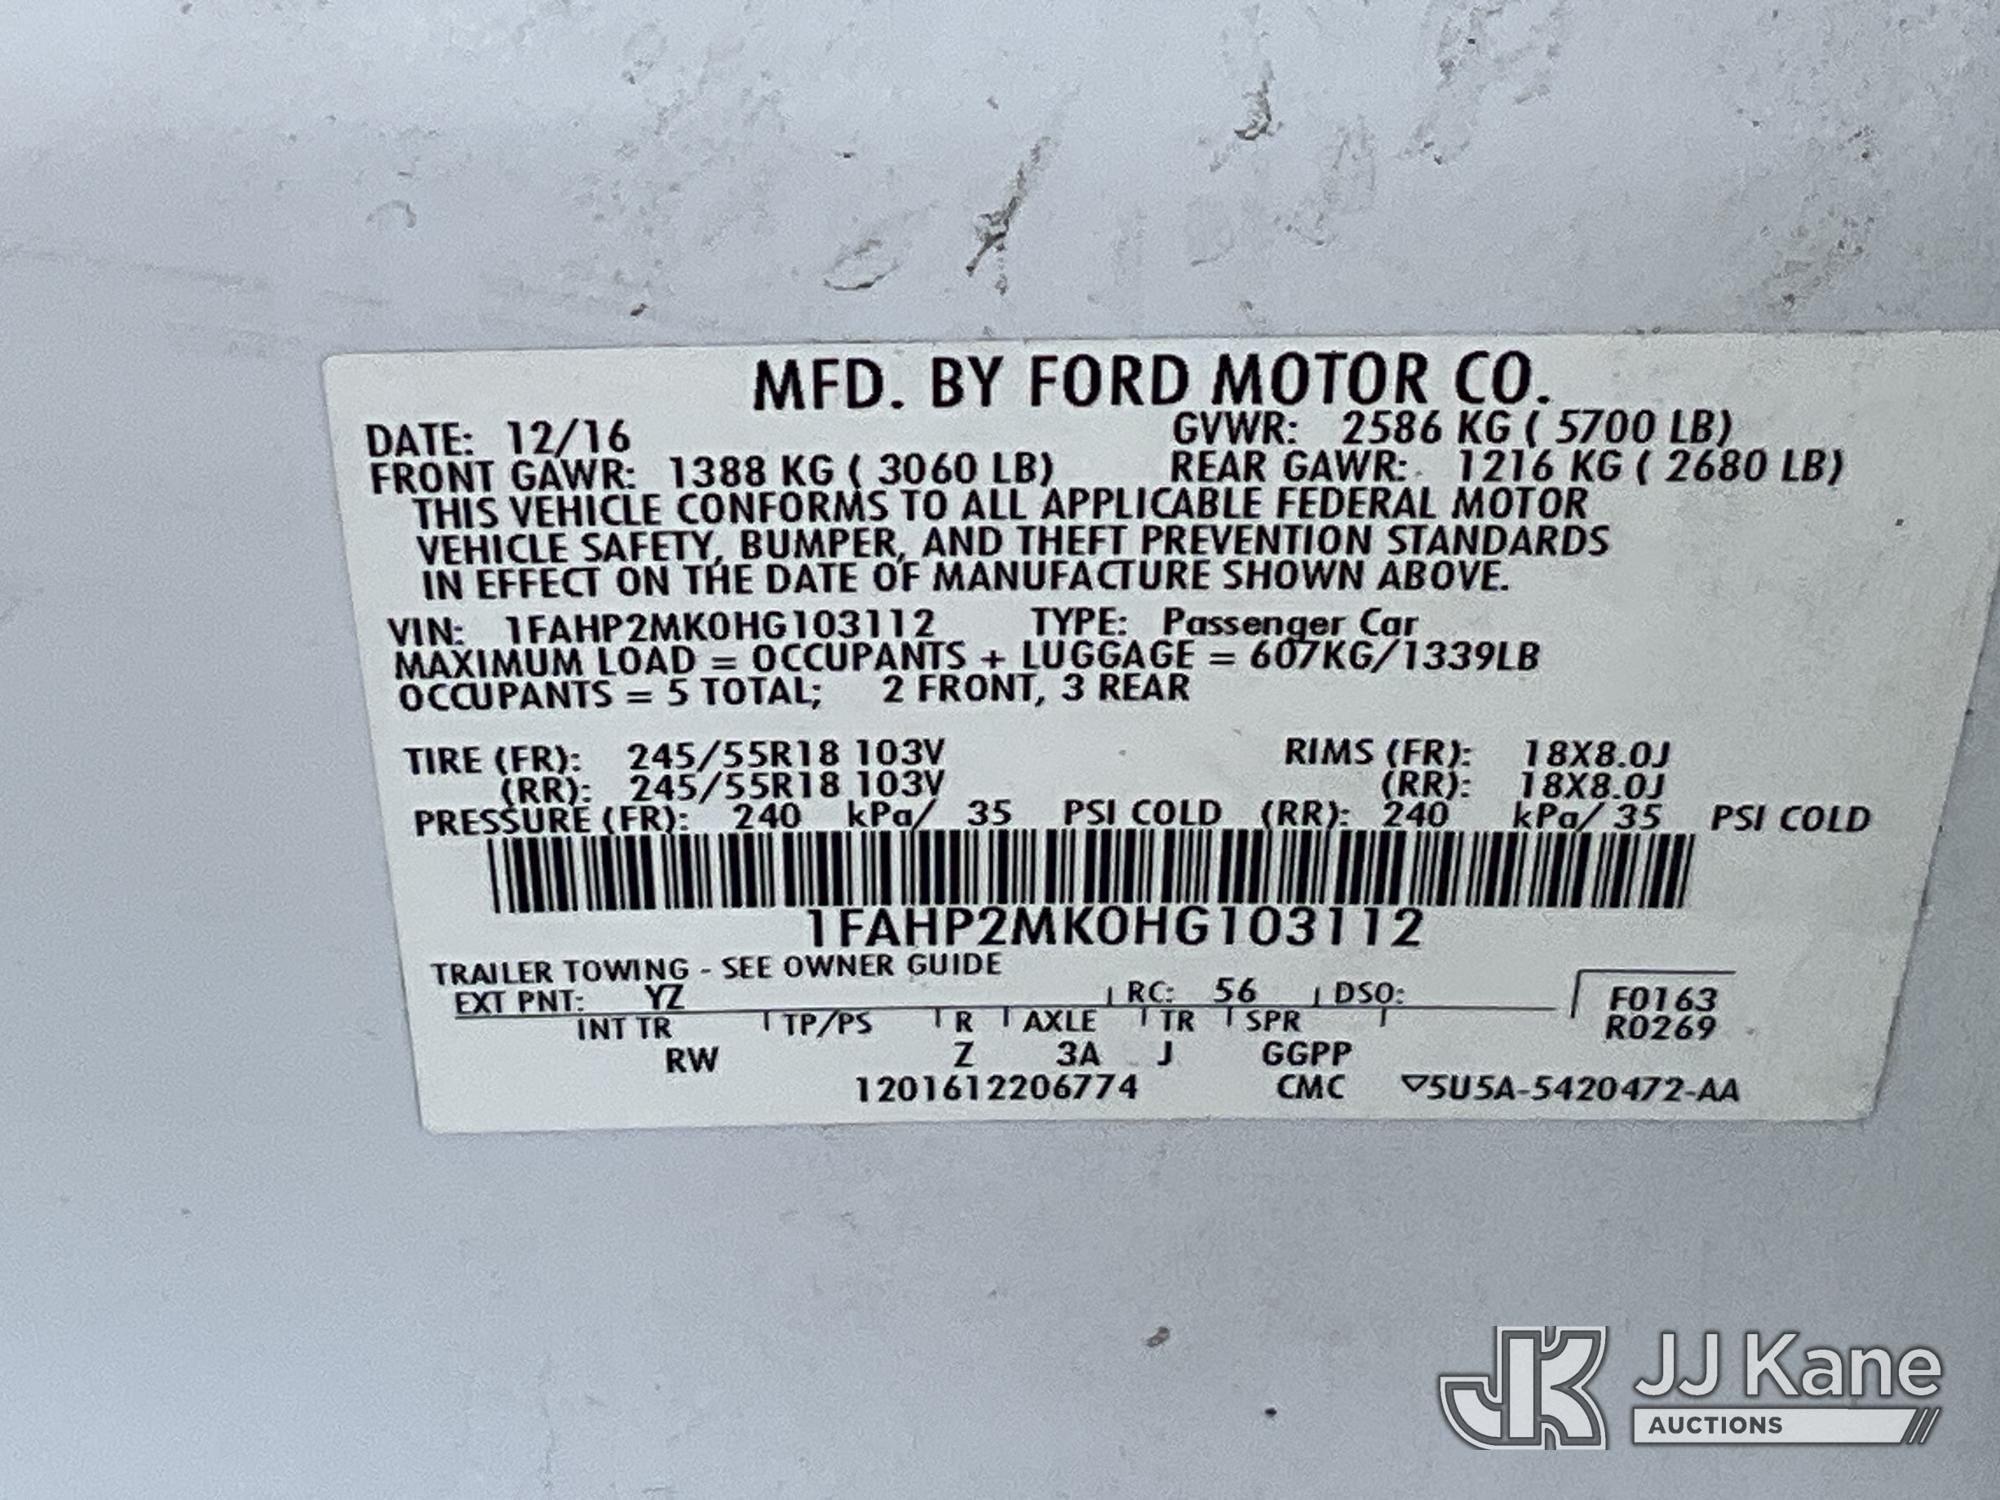 MFD. BY FORD MOTOR CO.
DATE: 12/16 GVWR: 2586 KG ( 5700 LB)
FRONT GAWR: 1388 KG ( 3060 LB) REAR GAWR: 1216 KG ( 2680 LB)
THIS VEHICLE CONFORMS TO ALL APPLICABLE FEDERAL MOTOR
VEHICLE SAFETY, BUMPER, AND THEFT PREVENTION STANDARDS
IN EFFECT ON THE DATE OF MANUFACTURE SHOWN ABOVE.
VIN: 1FAHP2MK0HG103112 TYPE: Passenger Car
MAXIMUM LOAD = OCCUPANTS + LUGGAGE = 607KG/1339LB
OCCUPANTS = 5 TOTAL; 2 FRONT, 3 REAR
TIRE (FR): 245/55R18 103V RIMS (FR): 18X8.0J
(RR): 245/55R18 103V (RR): 18X8.0J
PRESSURE (FR): 240 kPa/ 35 PSI COLD (RR): 240 kPa/ 35 PSI COLD
1FAHP2MK0HG103112
TRAILER TOWING - SEE OWNER GUIDE
EXT PNT: YZ RC: 56 DSO: F0163
INT TR TP/PS R AXLE TR SPR R0269
RW Z 3A J GGPP
1201612206774 CMC ▽5U5A-5420472-AA
JK JJ Kane
AUCTIONS